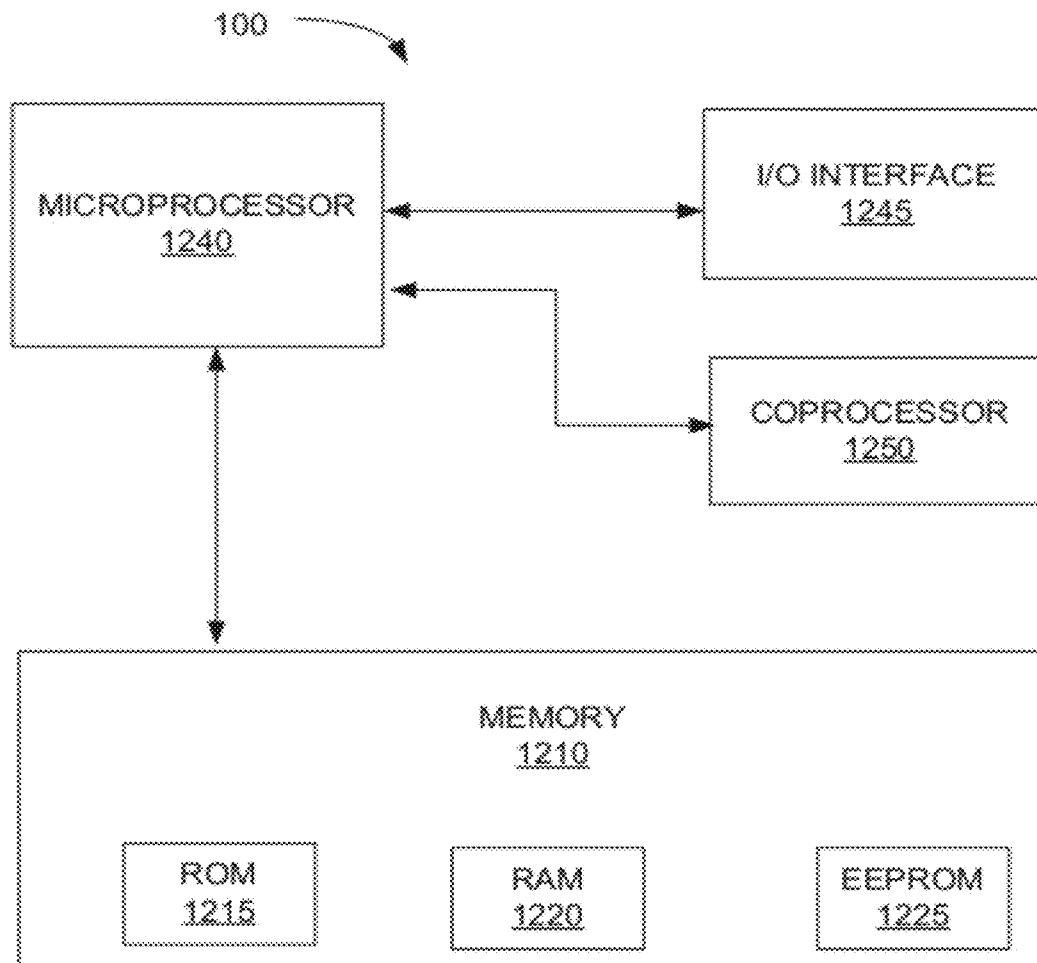 100
MICROPROCESSOR
1240
I/O INTERFACE
1245
COPROCESSOR
1250
MEMORY
1210
ROM
1215
RAM
1220
EEPROM
1225